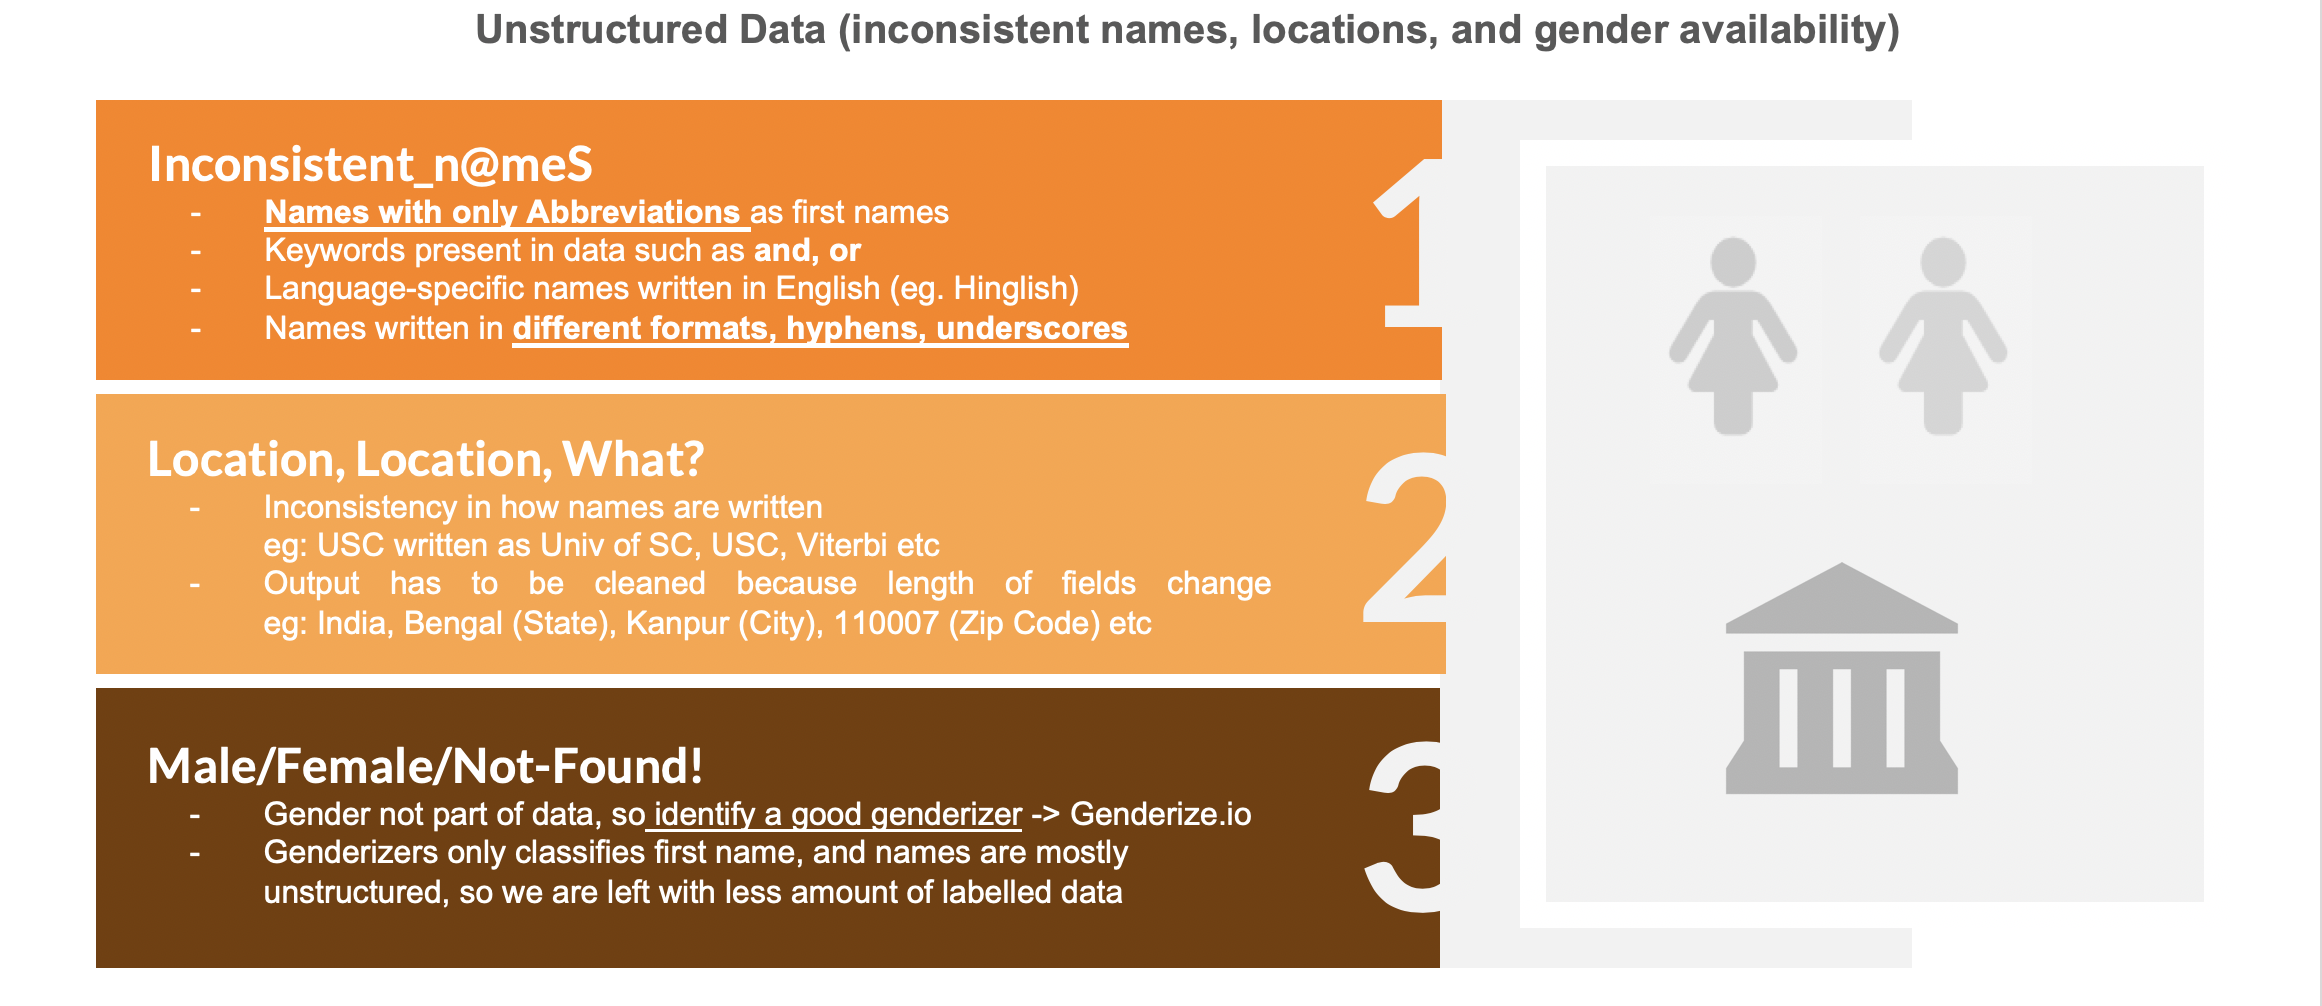 Unstructured Data (inconsistent names, locations, and gender availability)
Inconsistent_n@meS
- Names with only Abbreviations as first names
- Keywords present in data such as and, or
- Language-specific names written in English (eg. Hinglish)
- Names written in different formats, hyphens, underscores
1
Location, Location, What?
- Inconsistency in how names are written
eg: USC written as Univ of SC, USC, Viterbi etc
- Output has to be cleaned because length of fields change
eg: India, Bengal (State), Kanpur (City), 110007 (Zip Code) etc
2
Male/Female/Not-Found!
- Gender not part of data, so identify a good genderizer -> Genderize.io
- Genderizers only classifies first name, and names are mostly
unstructured, so we are left with less amount of labelled data
3